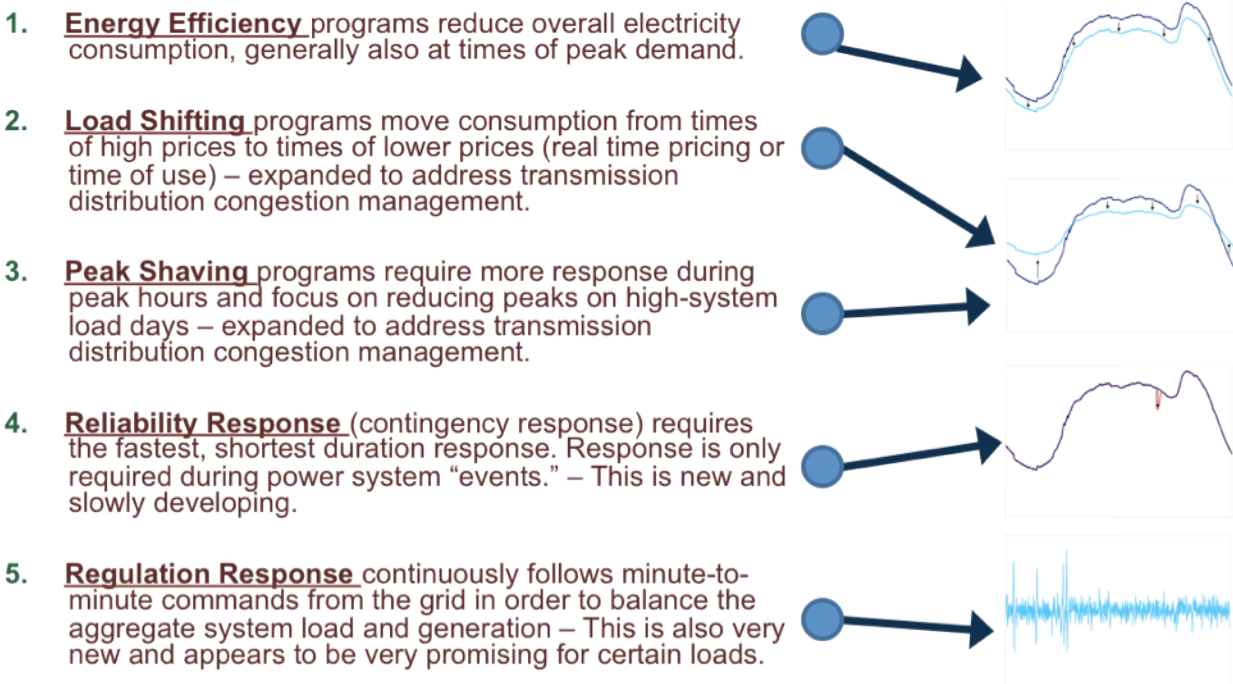 1. Energy Efficiency programs reduce overall electricity
consumption, generally also at times of peak demand.
2. Load Shifting programs move consumption from times
of high prices to times of lower prices (real time pricing or
time of use) – expanded to address transmission
distribution congestion management.
3. Peak Shaving programs require more response during
peak hours and focus on reducing peaks on high-system
load days – expanded to address transmission
distribution congestion management.
4. Reliability Response (contingency response) requires
the fastest, shortest duration response. Response is only
required during power system “events.” – This is new and
slowly developing.
5. Regulation Response continuously follows minute-to-
minute commands from the grid in order to balance the
aggregate system load and generation – This is also very
new and appears to be very promising for certain loads.